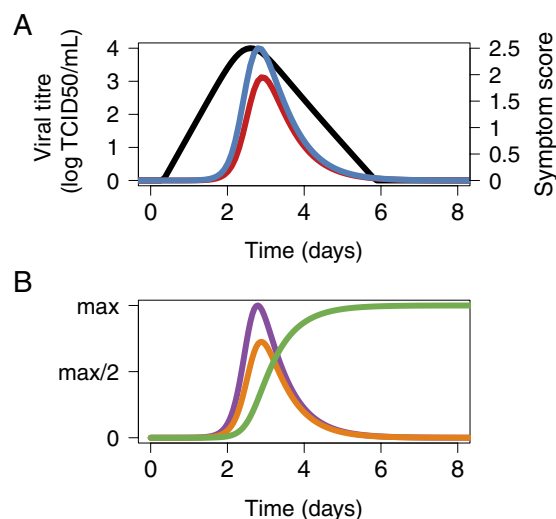 A
Viral titre
(log TCID50/mL)
4
3
2
1
0
2.5
2
1.5
1
0.5
0
Symptom score
0 2 4 6 8
Time (days)
B
max
max/2
0
0 2 4 6 8
Time (days)